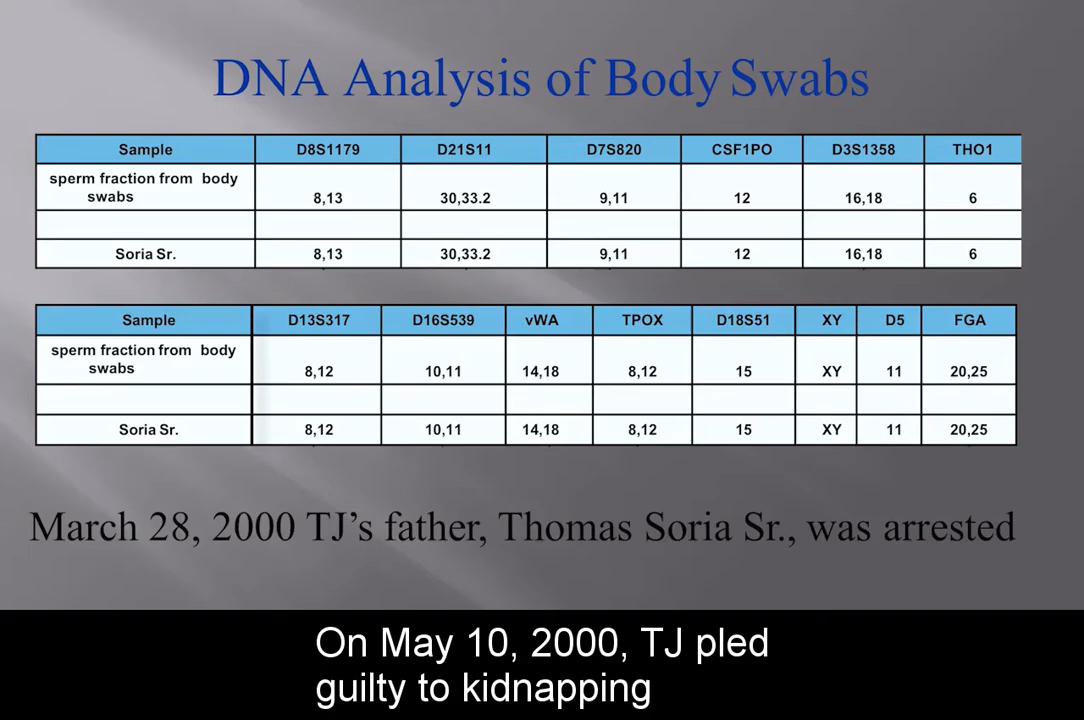 DNA Analysis of Body Swabs
Sample D8S1179 D21S11 D7S820 CSF1PO D3S1358 THO1
sperm fraction from body
swabs 8,13 30,33.2 9,11 12 16,18 6
Soria Sr. 8,13 30,33.2 9,11 12 16,18 6
Sample D13S317 D16S539 vWA TPOX D18S51 XY D5 FGA
sperm fraction from body
swabs 8,12 10,11 14,18 8,12 15 XY 11 20,25
Soria Sr. 8,12 10,11 14,18 8,12 15 XY 11 20,25
March 28, 2000 TJ’s father, Thomas Soria Sr., was arrested
On May 10, 2000, TJ pled
guilty to kidnapping